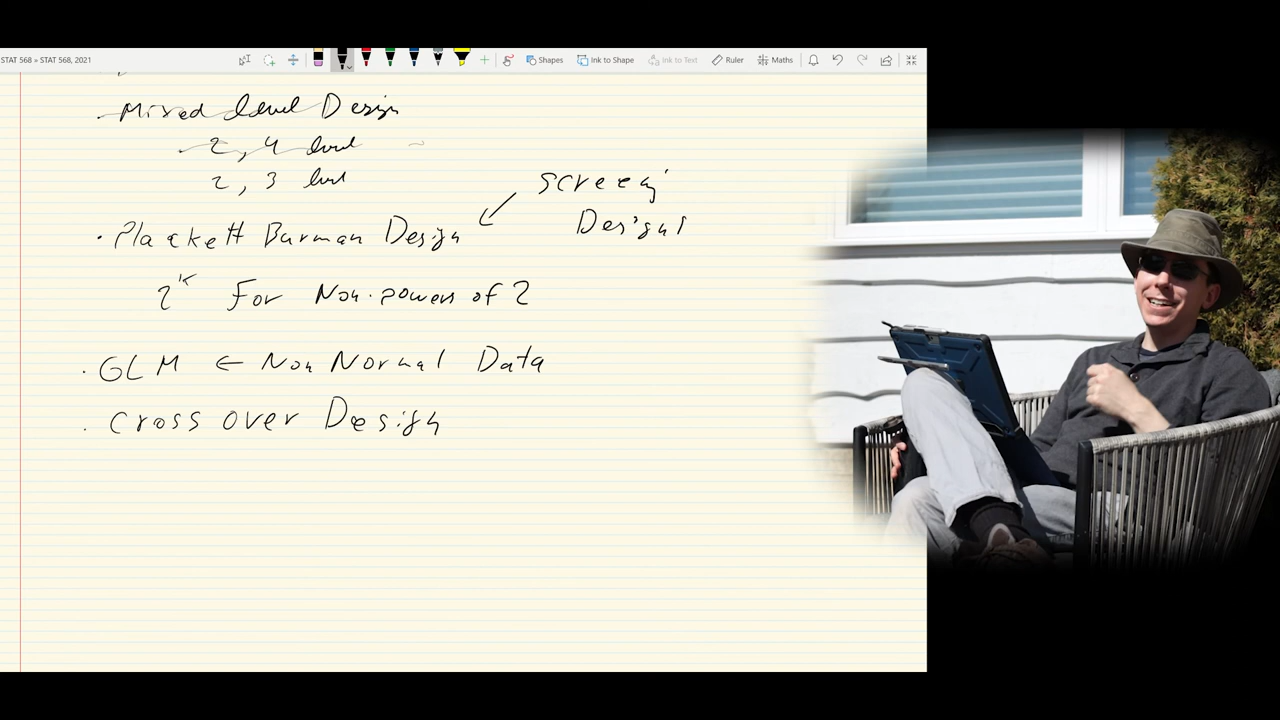 STAT 568 » STAT 568, 2021
Shapes
Ink to Shape
Ink to Text
Ruler
Maths
· Mixed level Design
2, 4 level
2, 3 level
Screeng
Designs
· Plackett Burman Design
2^k For Non-powers of 2
· GLM ← Non Normal Data
· Cross over Design